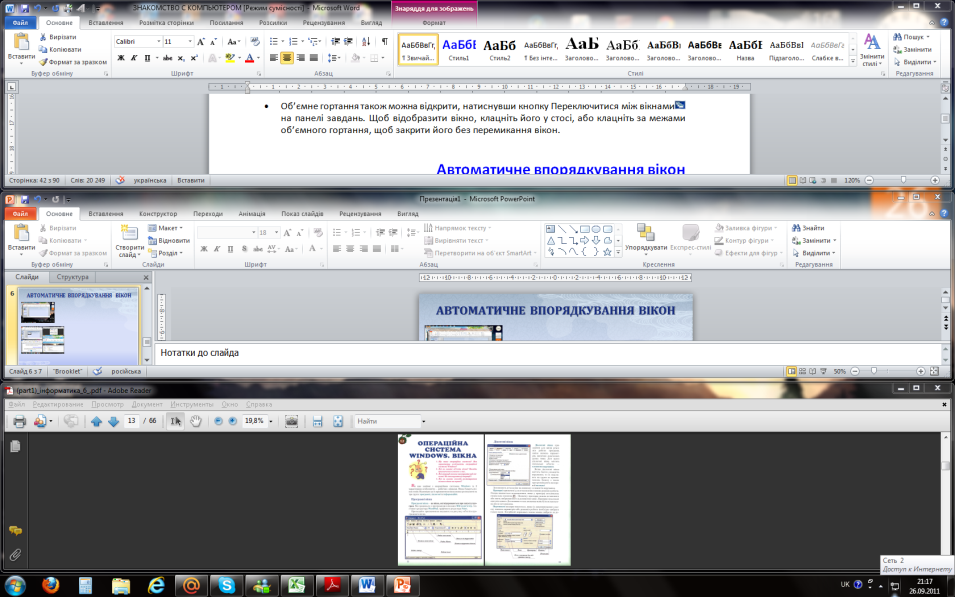 ЗНАКОМСТВО С КОМПЬЮТЕРОМ [Режим сумісності] - Microsoft Word
Знаряддя для зображень
Файл Основне Вставлення Розмітка сторінки Посилання Розсилки Рецензування Вигляд Формат
Вставити
Вирізати
Копіювати
Формат за зразком
Calibri 11
Буфер обміну Шрифт Абзац Стилі Редагування
АаБбВвГг, АаБбІ АаБб АаБбВвГг, АаЬ АаБб АаБбВı АаБбВв АаБбІ АаБбВвІ АаБбВвГг
¶ Звичай... Стиль1 Стиль2 ¶ Без інте... Заголово... Заголово... Заголово... Заголово... Назва Підзаголо... Слабке в...
Змінити стилі
Пошук
Замінити
Виділити
• Об’ємне гортання також можна відкрити, натиснувши кнопку Переключитися між вікнами
на панелі завдань. Щоб відобразити вікно, клацніть його у стосі, або клацніть за межами
об’ємного гортання, щоб закрити його без перемикання вікон.
Автоматичне впорядкування вікон
Сторінка: 42 з 90 Слів: 20 249 українська Вставити 120%
Презентація1 - Microsoft PowerPoint
Файл Основне Вставлення Конструктор Переходи Анімація Показ слайдів Рецензування Вигляд
Вставити
Вирізати
Копіювати
Формат за зразком
Створити слайд
Макет
Відновити
Розділ
18
Напрямок тексту
Вирівняти текст
Перетворити на об'єкт SmartArt
Упорядкувати
Експрес-стилі
Заливка фігури
Контур фігури
Ефекти для фігур
Знайти
Замінити
Виділити
Буфер обміну Слайди Шрифт Абзац Креслення Редагування
Слайди Структура
6
АВТОМАТИЧНЕ ВПОРЯДКУВАННЯ ВІКОН
АВТОМАТИЧНЕ ВПОРЯДКУВАННЯ ВІКОН
Нотатки до слайда
Слайд 6 з 7 "Brooklet" російська 50%
(part1)_інформатика_6_.pdf - Adobe Reader
Файл Редактирование Просмотр Документ Инструменты Окно Справка
13 / 66 19,8% Найти
ОПЕРАЦІЙНА
СИСТЕМА
WINDOWS. ВІКНА
Сеть 2
Доступ к Интернету
UK 21:17
26.09.2011